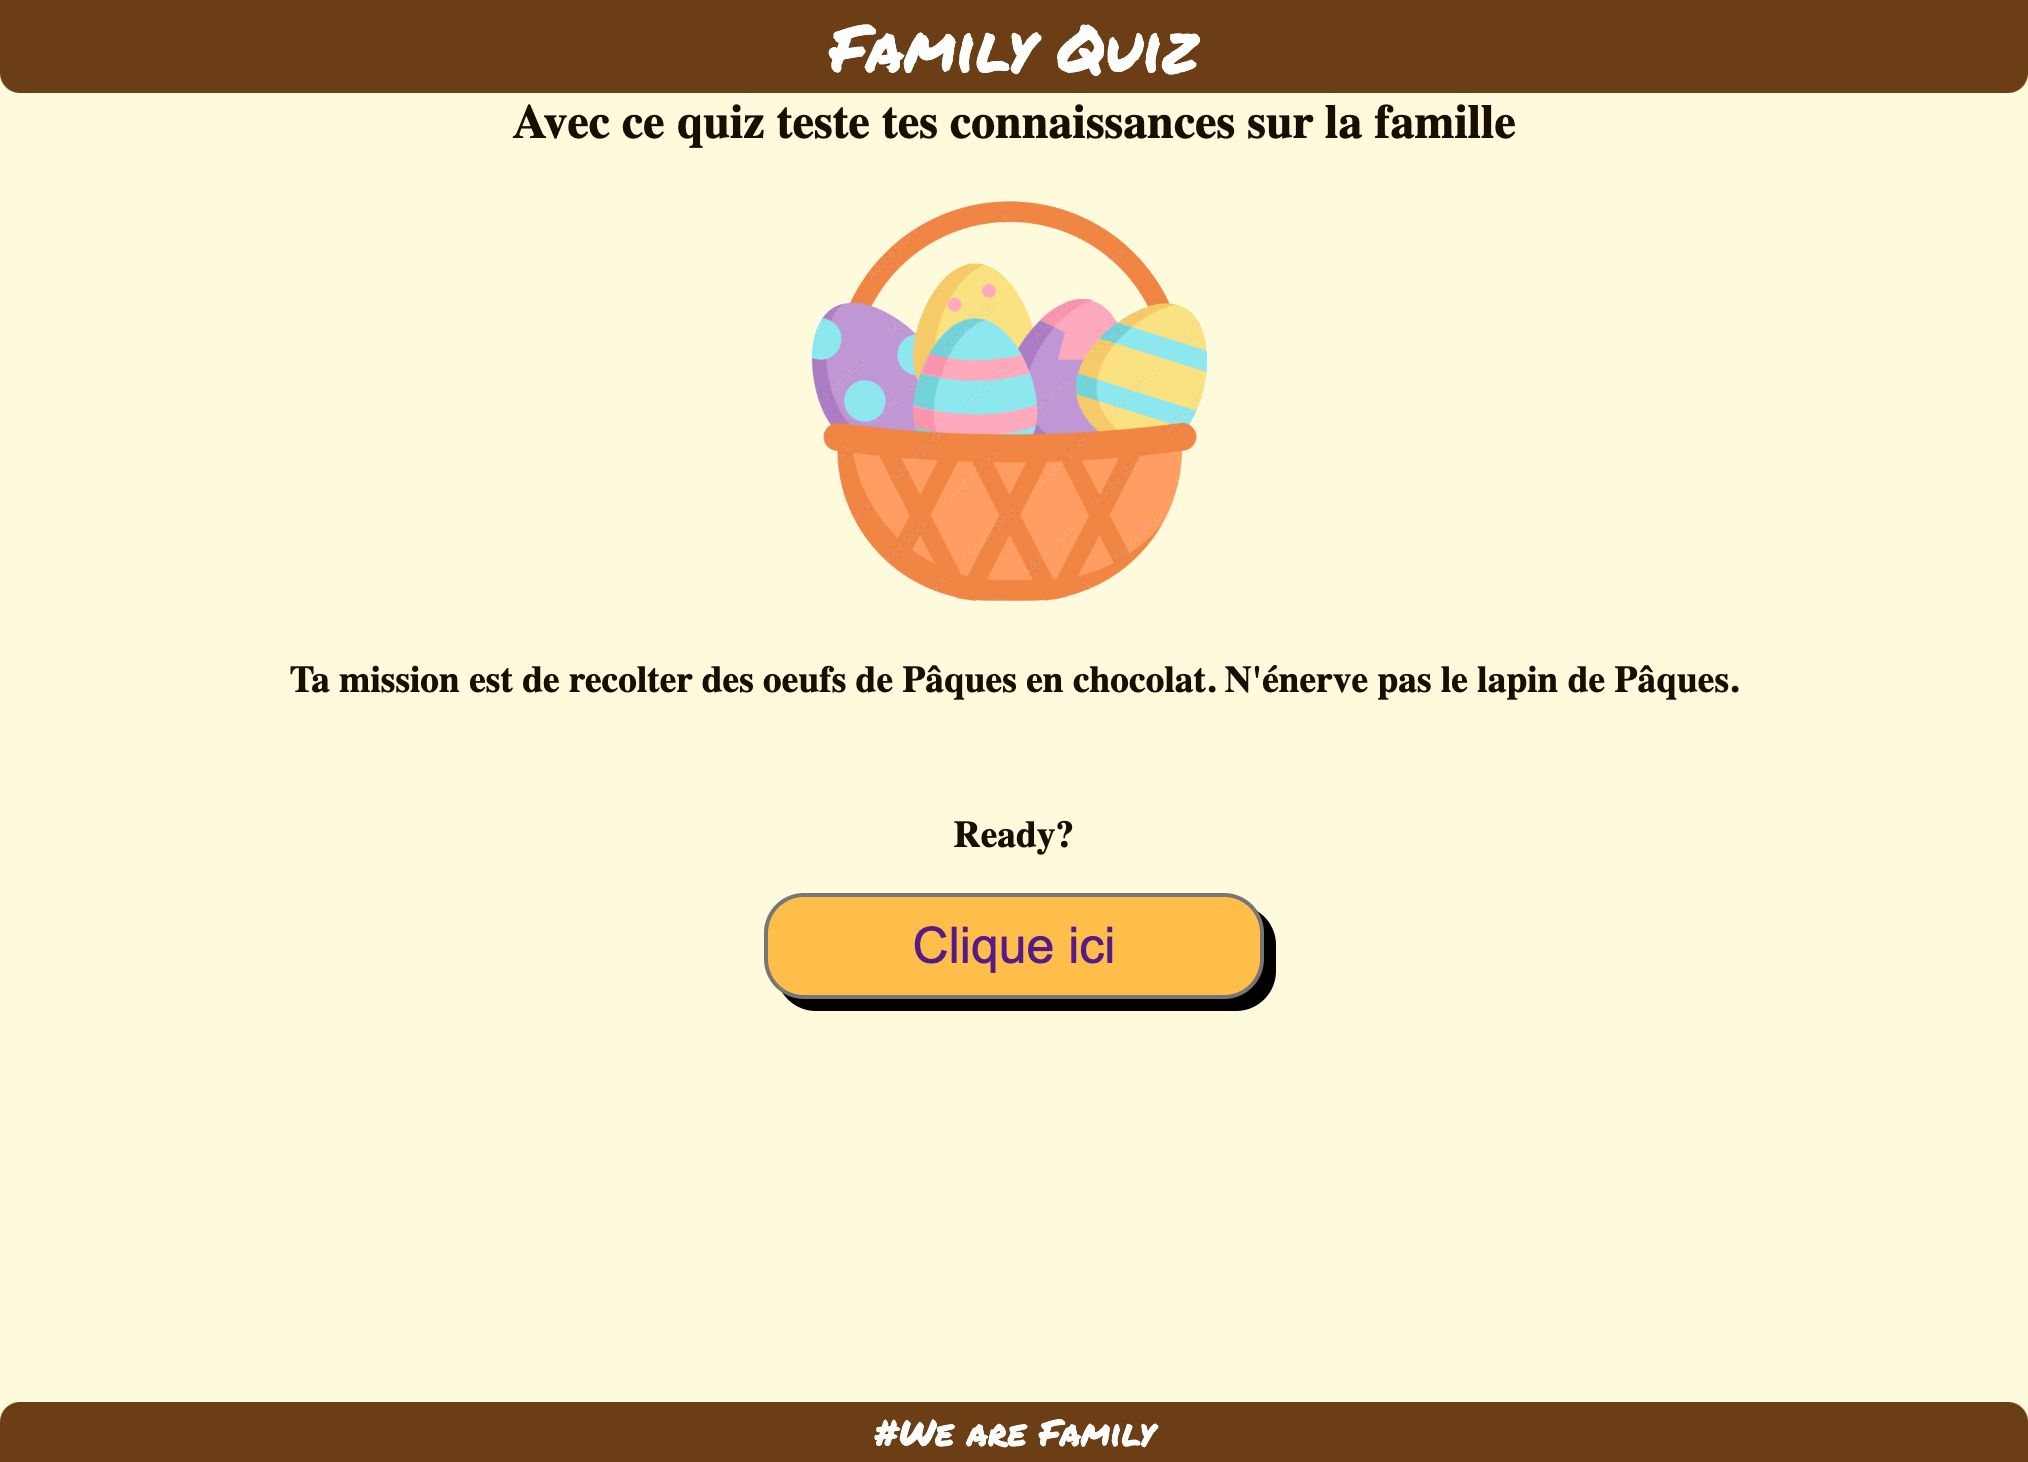 Family Quiz
Avec ce quiz teste tes connaissances sur la famille
Ta mission est de recolter des oeufs de Pâques en chocolat. N'énerve pas le lapin de Pâques.
Ready?
Clique ici
#We are Family